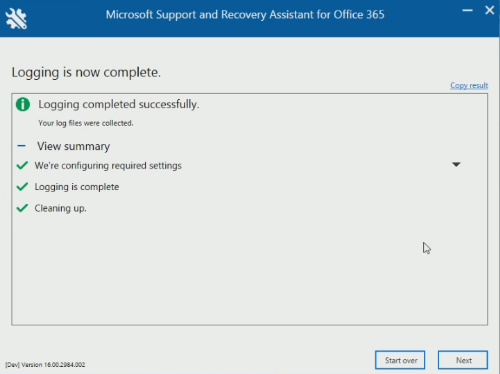 Microsoft Support and Recovery Assistant for Office 365
Logging is now complete.
Copy result
Logging completed successfully.
Your log files were collected.
View summary
We're configuring required settings
Logging is complete
Cleaning up.
Start over
Next
[Dev] Version 16.00.2984.002